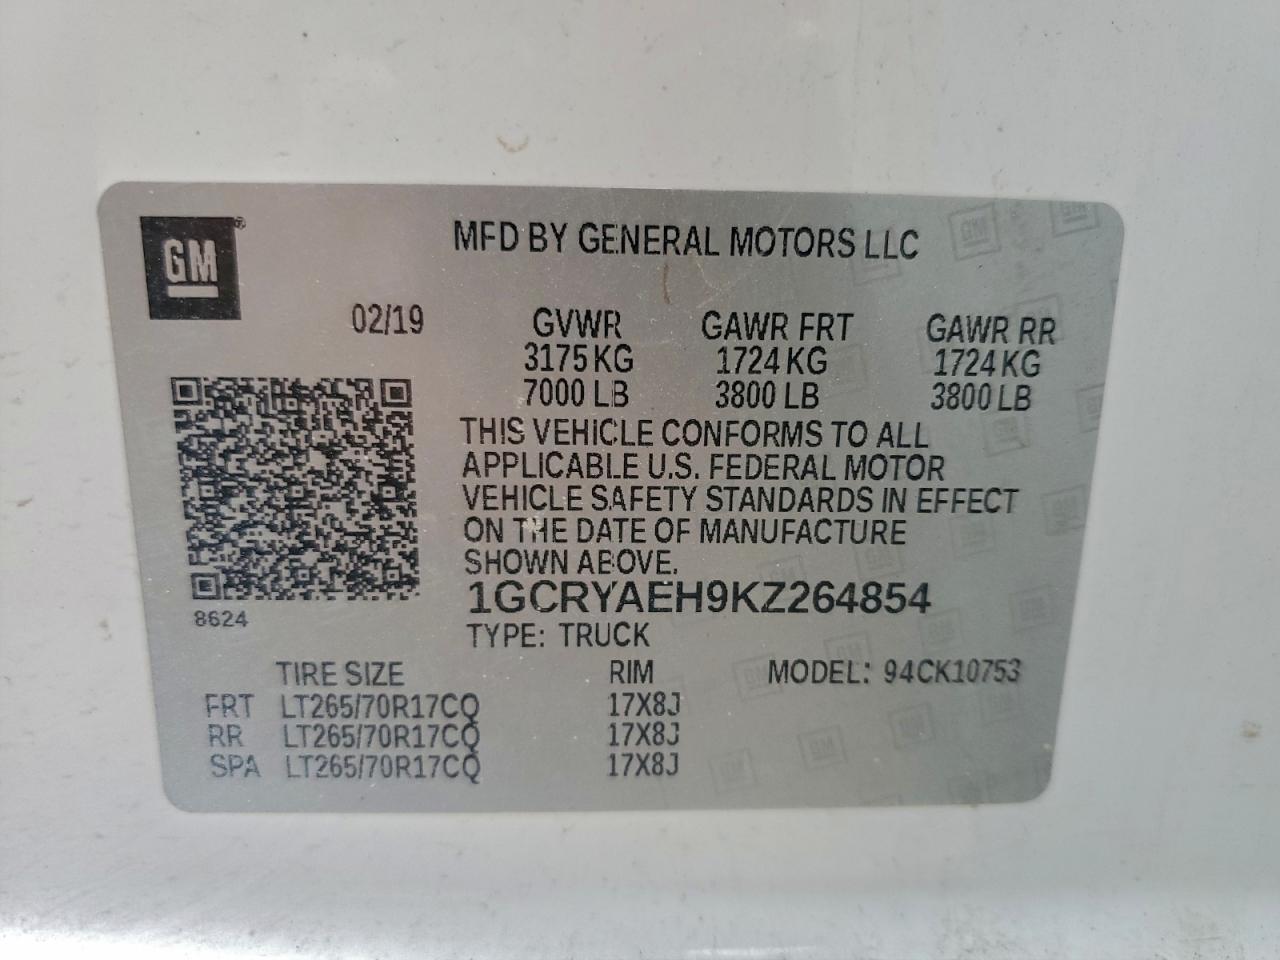 GM®
MFD BY GENERAL MOTORS LLC
02/19 GVWR GAWR FRT GAWR RR
3175 KG 1724 KG 1724 KG
7000 LB 3800 LB 3800 LB
THIS VEHICLE CONFORMS TO ALL
APPLICABLE U.S. FEDERAL MOTOR
VEHICLE SAFETY STANDARDS IN EFFECT
ON THE DATE OF MANUFACTURE
SHOWN ABOVE.
1GCRYAEH9KZ264854
8624
TYPE: TRUCK
TIRE SIZE RIM MODEL: 94CK10753
FRT LT265/70R17CQ 17X8J
RR LT265/70R17CQ 17X8J
SPA LT265/70R17CQ 17X8J